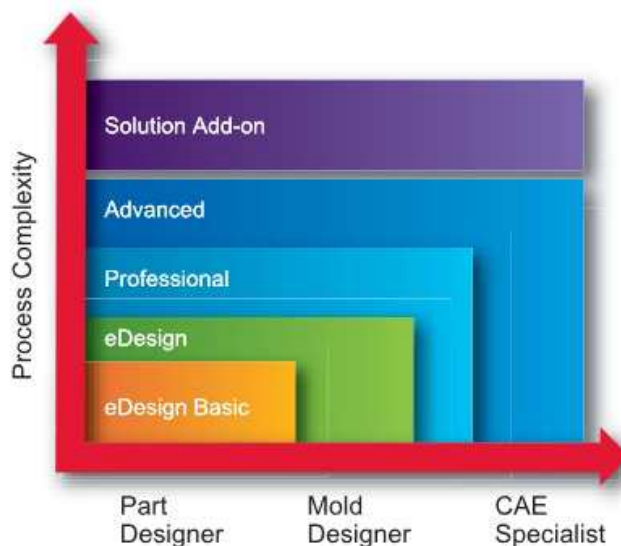 Process Complexity
Solution Add-on
Advanced
Professional
eDesign
eDesign Basic
Part
Designer
Mold
Designer
CAE
Specialist